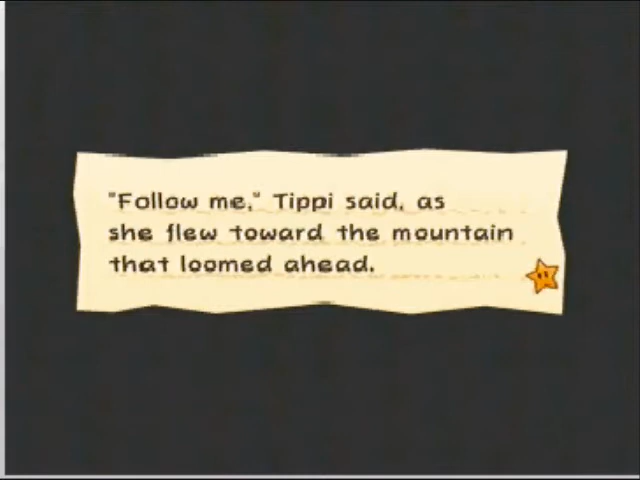 "Follow me," Tippi said, as
she flew toward the mountain
that loomed ahead.